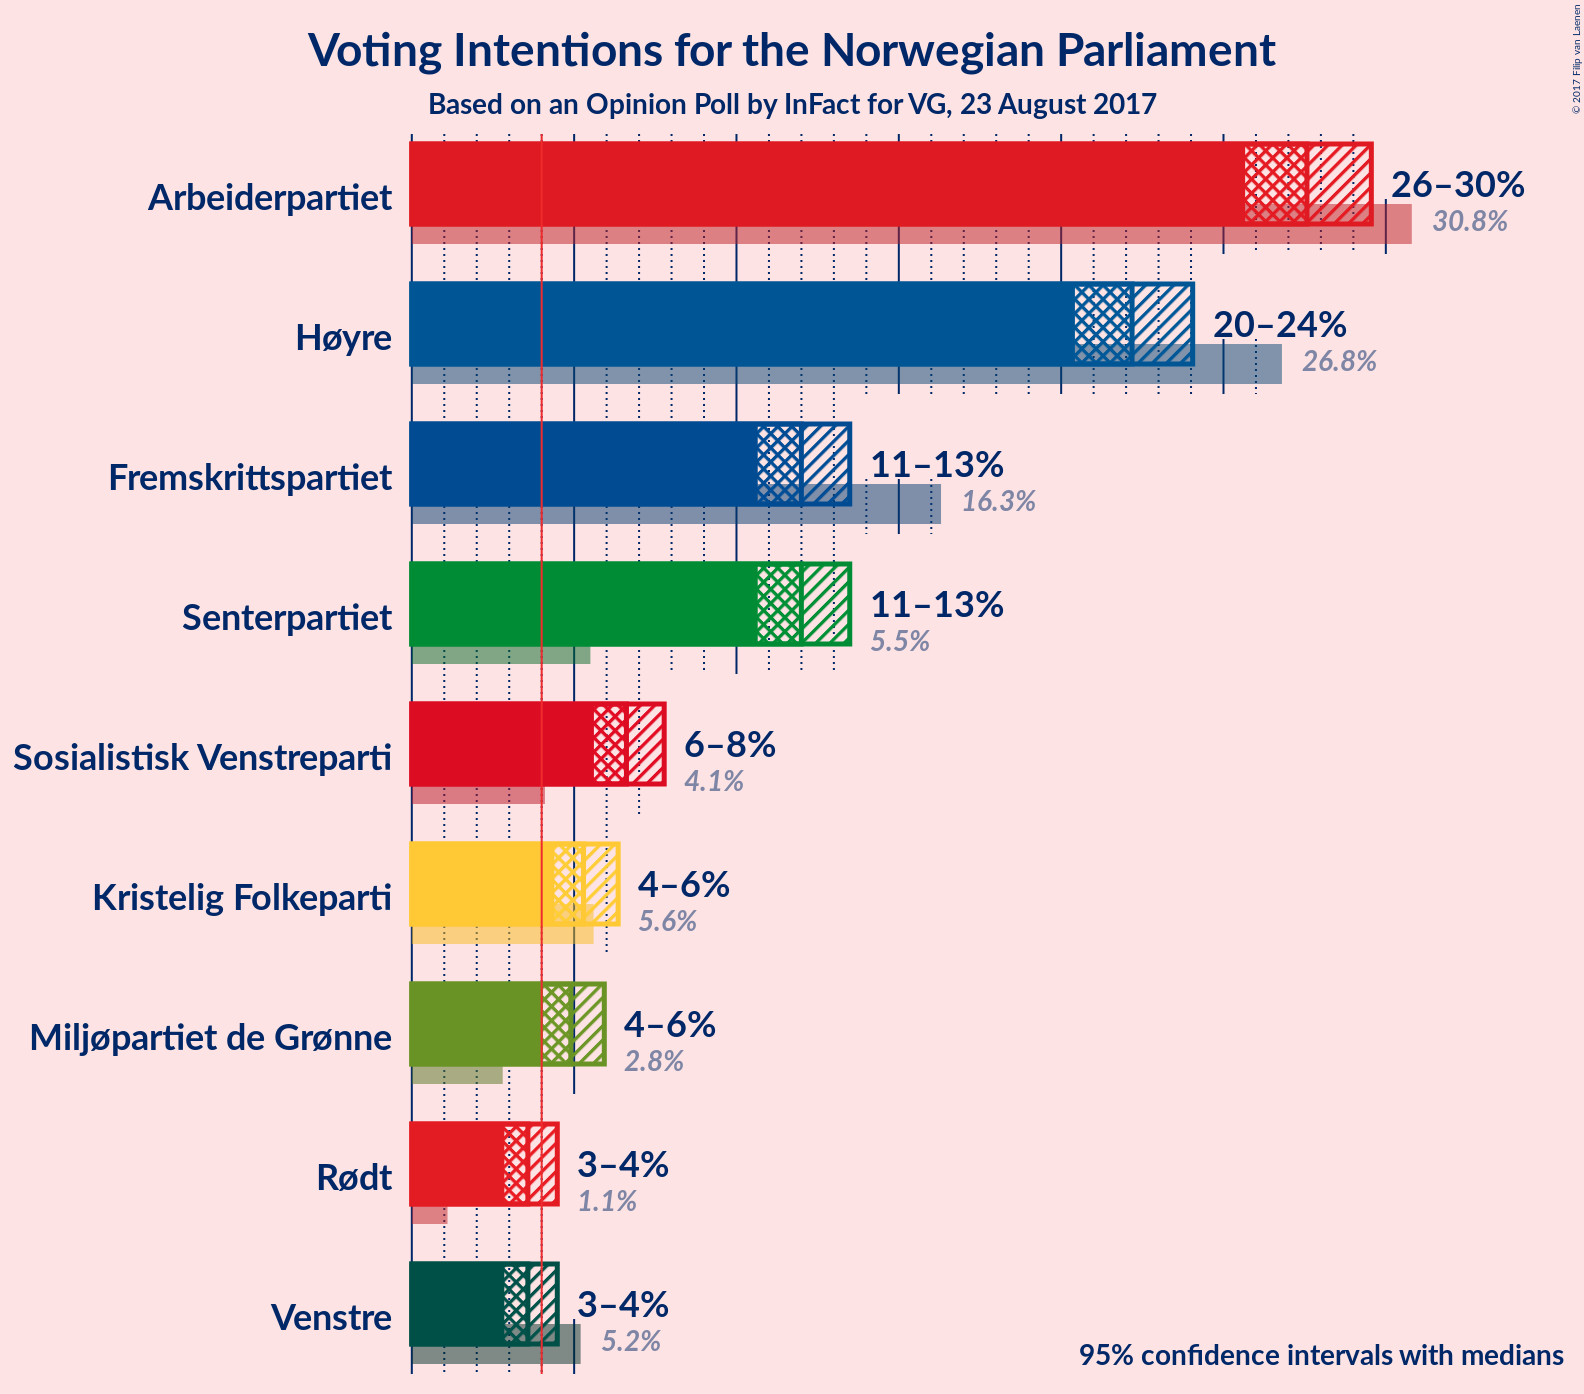 Voting Intentions for the Norwegian Parliament
Based on an Opinion Poll by InFact for VG, 23 August 2017
© 2017 Filip van Laenen
Arbeiderpartiet
26–30%
30.8%
Høyre
20–24%
26.8%
Fremskrittspartiet
11–13%
16.3%
Senterpartiet
11–13%
5.5%
Sosialistisk Venstreparti
6–8%
4.1%
Kristelig Folkeparti
4–6%
5.6%
Miljøpartiet de Grønne
4–6%
2.8%
Rødt
3–4%
1.1%
Venstre
3–4%
5.2%
95% confidence intervals with medians